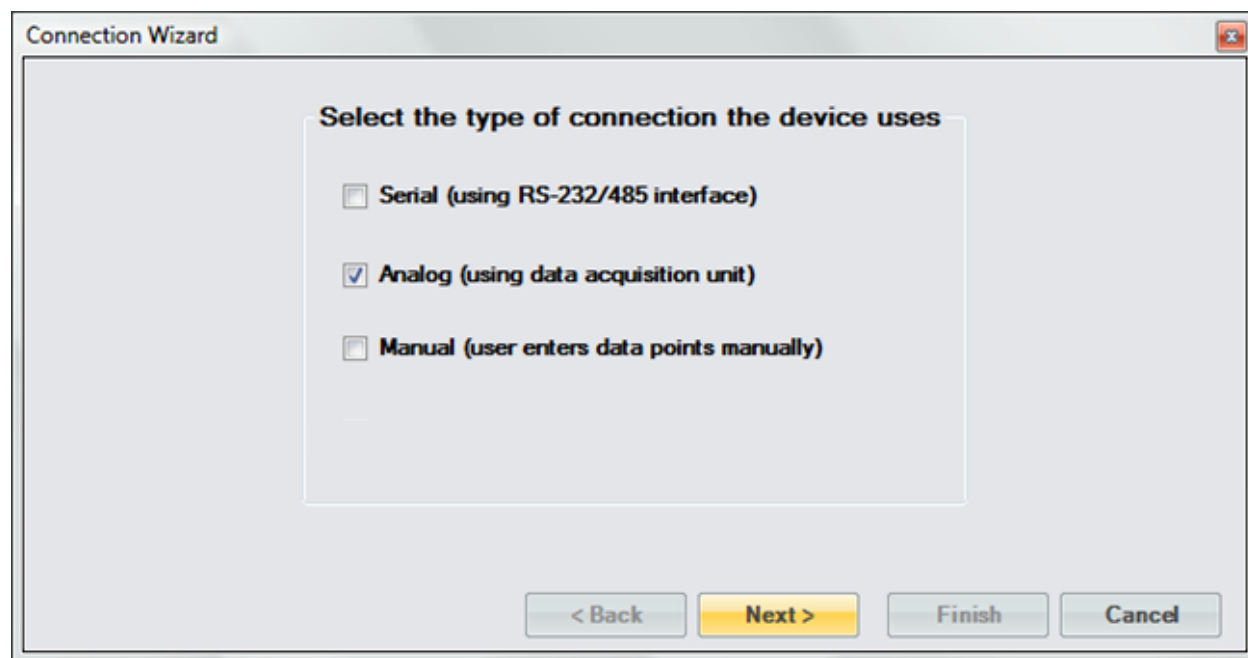 Connection Wizard
Select the type of connection the device uses
Serial (using RS-232/485 interface)
Analog (using data acquisition unit)
Manual (user enters data points manually)
< Back Next > Finish Cancel